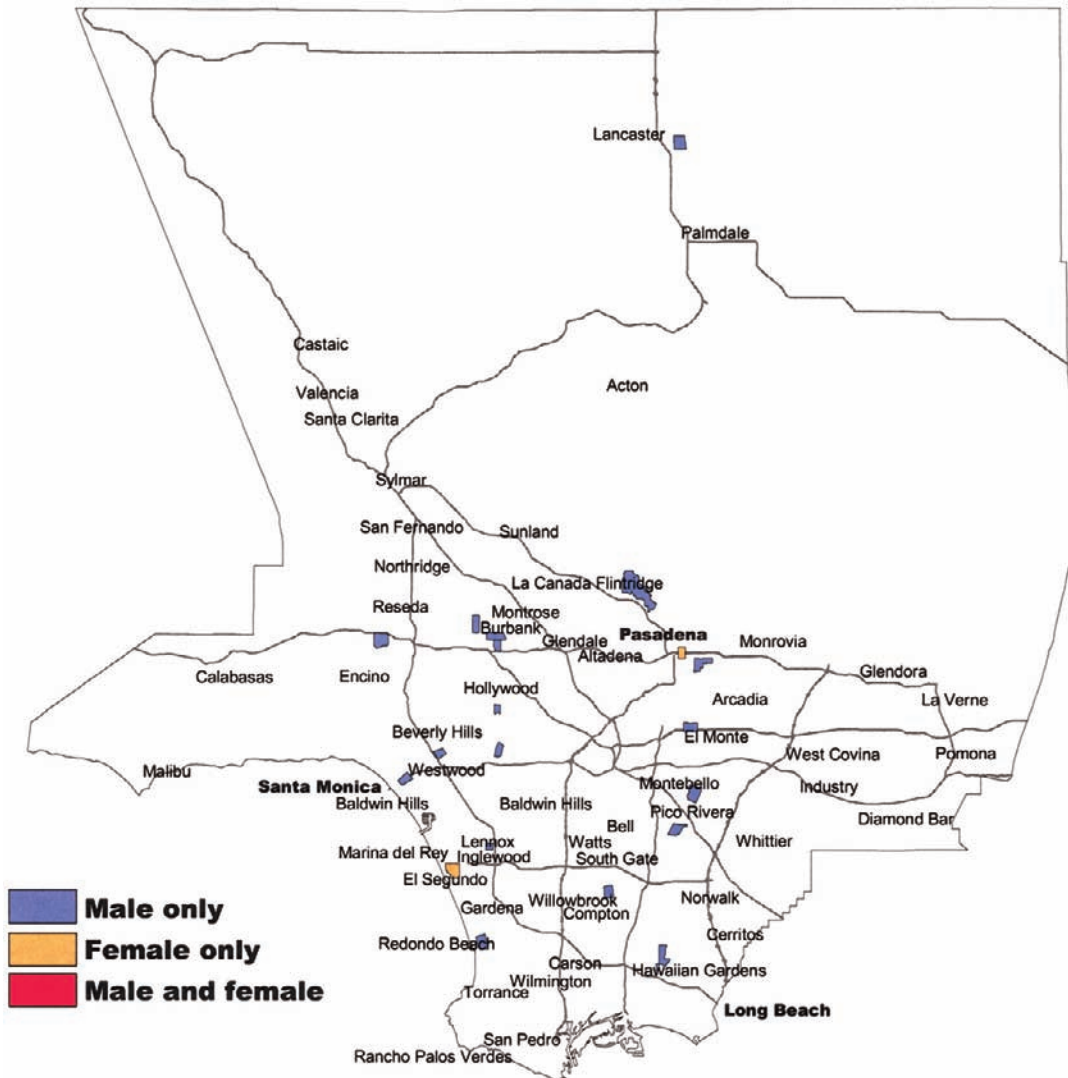 Lancaster
Palmdale
Castaic
Acton
Valencia
Santa Clarita
Sylmar
San Fernando
Sunland
Northridge
La Canada Flintridge
Reseda
Montrose
Burbank
Glendale
Pasadena
Monrovia
Altadena
Glendora
Calabasas
Encino
Hollywood
Arcadia
La Verne
Beverly Hills
El Monte
West Covina
Pomona
Malibu
Westwood
Santa Monica
Montebello
Industry
Baldwin Hills
Baldwin Hills
Pico Rivera
Diamond Bar
Bell
Whittier
Lennox
Watts
Marina del Rey
Inglewood
South Gate
El Segundo
Male only
Gardena
Willowbrook
Compton
Norwalk
Female only
Redondo Beach
Cerritos
Carson
Hawaiian Gardens
Male and female
Wilmington
Torrance
Long Beach
San Pedro
Rancho Palos Verdes